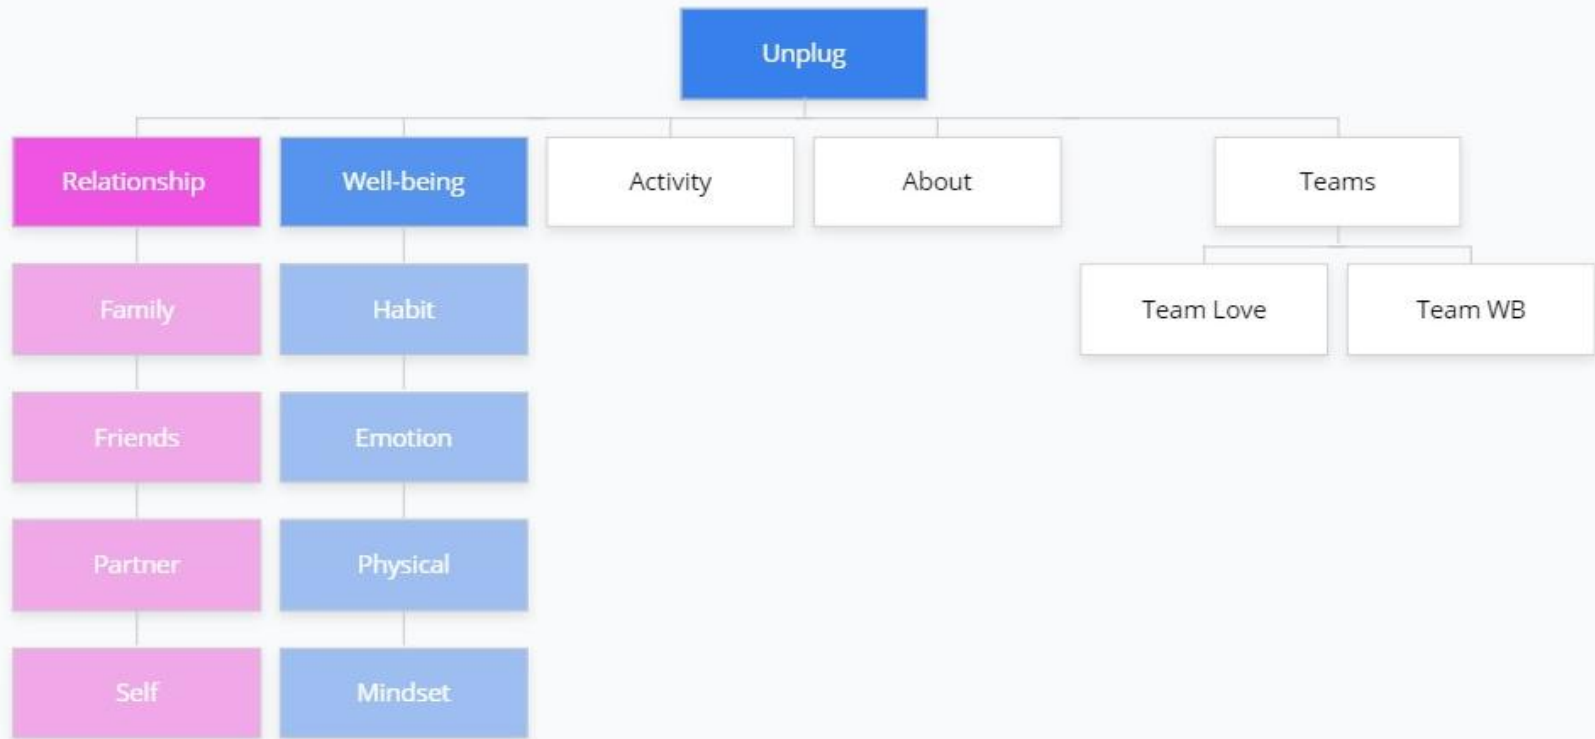 Unplug
Relationship
Well-being
Activity
About
Teams
Family
Habit
Team Love
Team WB
Friends
Emotion
Partner
Physical
Self
Mindset